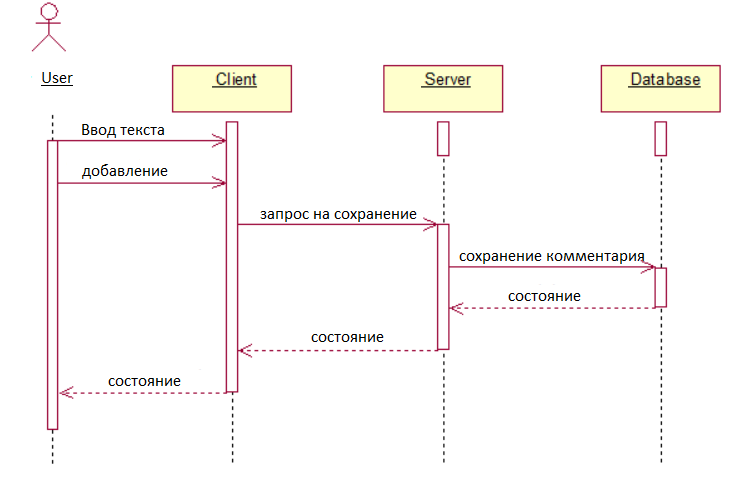 User
Client
Server
Database
Ввод текста
добавление
запрос на сохранение
сохранение комментария
состояние
состояние
состояние